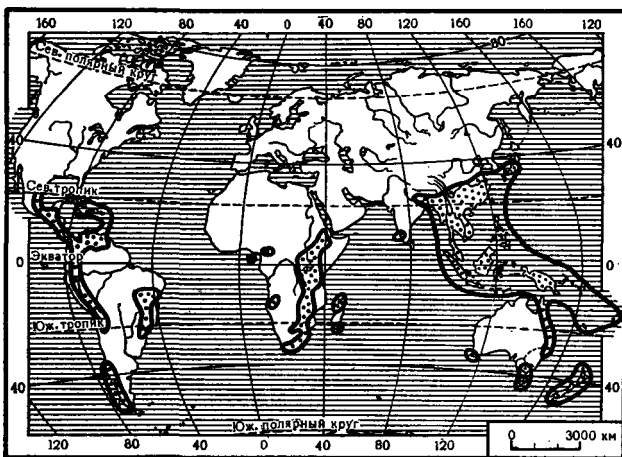 160 120 80 40 0 40 80 120 160 160 120
80
Сев. полярный круг
40 40
Сев. тропик
Экватор
0 0
Юж. тропик
40 40
Юж. полярный круг
120 80 40 0 40 80 120
0 3000 км